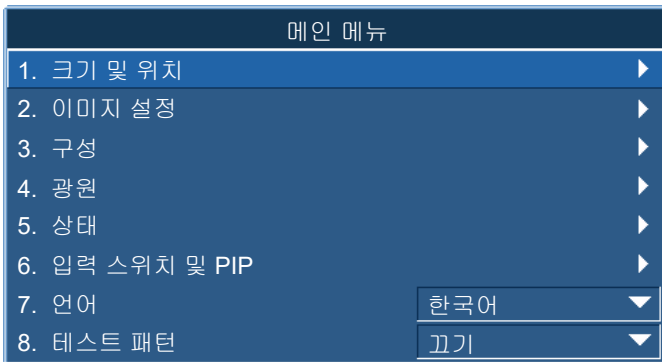 메인 메뉴
1. 크기 및 위치
2. 이미지 설정
3. 구성
4. 광원
5. 상태
6. 입력 스위치 및 PIP
7. 언어 한국어
8. 테스트 패턴 끄기